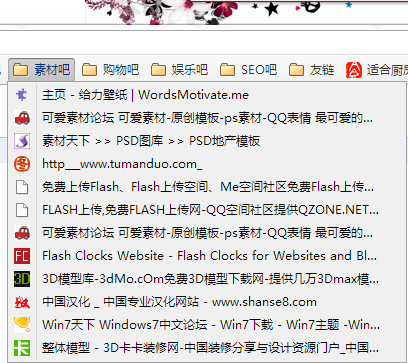 素材吧 购物吧 娱乐吧 SEO吧 友链 适合厨房
主页 - 给力壁纸 | WordsMotivate.me
可爱素材论坛 可爱素材-原创模板-ps素材-QQ表情 最可爱的...
素材天下 >> PSD图库 >> PSD地产模板
http___www.tumanduo.com_
免费上传Flash、Flash上传空间、Me空间社区免费Flash上传...
FLASH上传,免费FLASH上传网-QQ空间社区提供QZONE.NET...
可爱素材论坛 可爱素材-原创模板-ps素材-QQ表情 最可爱的...
Flash Clocks Website - Flash Clocks for Websites and Bl...
3D模型库-3dMo.cOm免费3D模型下载网-提供几万3Dmax模...
中国汉化 _ 中国专业汉化网站 - www.shanse8.com
Win7天下 Windows7中文论坛 - Win7下载 - Win7主题 -Win...
整体模型 - 3D卡卡装修网-中国装修分享与设计资源门户_中国...